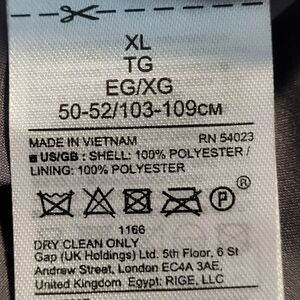 XL
TG
EG/XG
50-52/103-109CM
MADE IN VIETNAM RN 54023
US/GB : SHELL: 100% POLYESTER /
LINING: 100% POLYESTER
P ®
1166
DRY CLEAN ONLY
Gap (UK Holdings) Ltd. 5th Floor, 6 St
Andrew Street, London EC4A 3AE,
United Kingdom Egypt: RIGE, LLC